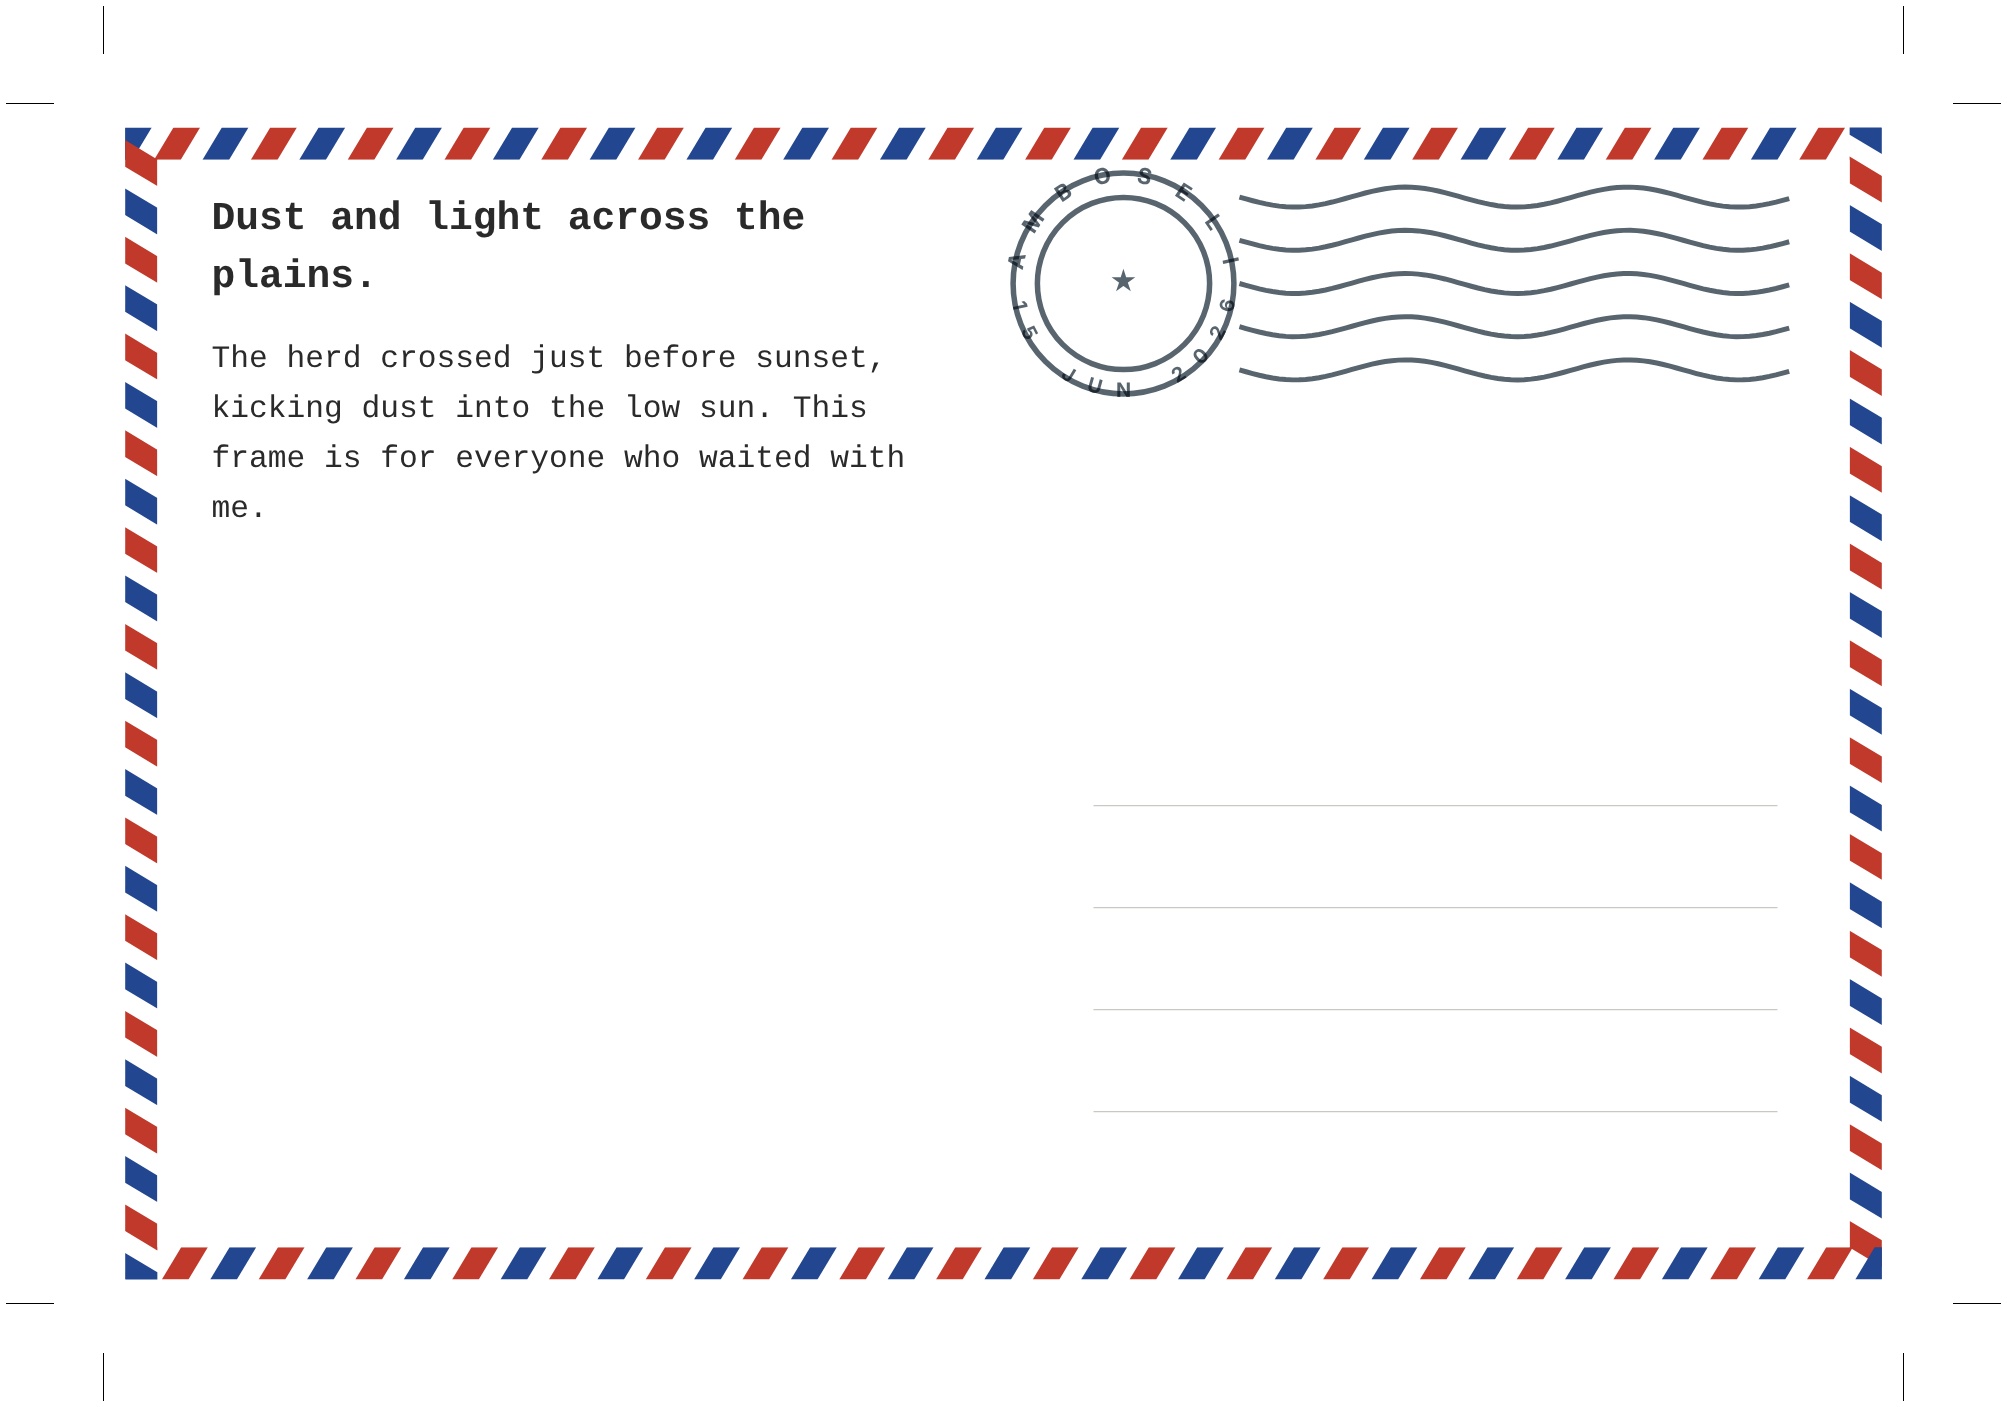 Dust and light across the
plains.
The herd crossed just before sunset,
kicking dust into the low sun. This
frame is for everyone who waited with
me.
AMBOSELI
15 JUN 2026